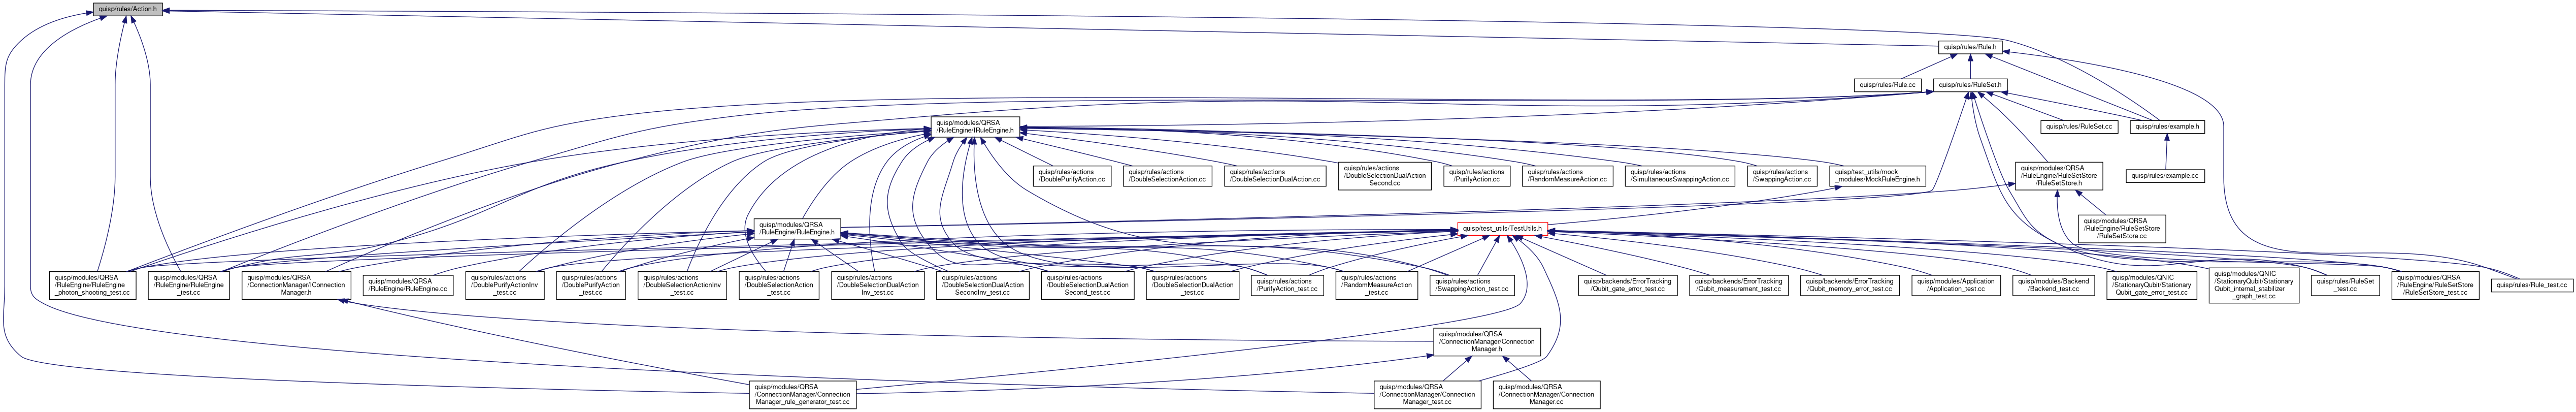 quisp/rules/Action.h
quisp/rules/Rule.h
quisp/rules/Rule.cc
quisp/rules/RuleSet.h
quisp/modules/QRSA
/RuleEngine/IRuleEngine.h
quisp/rules/RuleSet.cc
quisp/rules/example.h
quisp/rules/actions
/DoublePurifyAction.cc
quisp/rules/actions
/DoubleSelectionAction.cc
quisp/rules/actions
/DoubleSelectionDualAction.cc
quisp/rules/actions
/DoubleSelectionDualAction
Second.cc
quisp/rules/actions
/PurifyAction.cc
quisp/rules/actions
/RandomMeasureAction.cc
quisp/rules/actions
/SimultaneousSwappingAction.cc
quisp/rules/actions
/SwappingAction.cc
quisp/test_utils/mock
_modules/MockRuleEngine.h
quisp/modules/QRSA
/RuleEngine/RuleSetStore
/RuleSetStore.h
quisp/rules/example.cc
quisp/modules/QRSA
/RuleEngine/RuleEngine.h
quisp/test_utils/TestUtils.h
quisp/modules/QRSA
/RuleEngine/RuleSetStore
/RuleSetStore.cc
quisp/modules/QRSA
/RuleEngine/RuleEngine
_photon_shooting_test.cc
quisp/modules/QRSA
/RuleEngine/RuleEngine
_test.cc
quisp/modules/QRSA
/ConnectionManager/IConnection
Manager.h
quisp/modules/QRSA
/RuleEngine/RuleEngine.cc
quisp/rules/actions
/DoublePurifyActionInv
_test.cc
quisp/rules/actions
/DoublePurifyAction
_test.cc
quisp/rules/actions
/DoubleSelectionActionInv
_test.cc
quisp/rules/actions
/DoubleSelectionAction
_test.cc
quisp/rules/actions
/DoubleSelectionDualAction
Inv_test.cc
quisp/rules/actions
/DoubleSelectionDualAction
SecondInv_test.cc
quisp/rules/actions
/DoubleSelectionDualAction
Second_test.cc
quisp/rules/actions
/DoubleSelectionDualAction
_test.cc
quisp/rules/actions
/PurifyAction_test.cc
quisp/rules/actions
/RandomMeasureAction
_test.cc
quisp/rules/actions
/SwappingAction_test.cc
quisp/backends/ErrorTracking
/Qubit_gate_error_test.cc
quisp/backends/ErrorTracking
/Qubit_measurement_test.cc
quisp/backends/ErrorTracking
/Qubit_memory_error_test.cc
quisp/modules/Application
/Application_test.cc
quisp/modules/Backend
/Backend_test.cc
quisp/modules/QNIC
/StationaryQubit/Stationary
Qubit_gate_error_test.cc
quisp/modules/QNIC
/StationaryQubit/Stationary
Qubit_internal_stabilizer
_graph_test.cc
quisp/rules/RuleSet
_test.cc
quisp/modules/QRSA
/RuleEngine/RuleSetStore
/RuleSetStore_test.cc
quisp/rules/Rule_test.cc
quisp/modules/QRSA
/ConnectionManager/Connection
Manager.h
quisp/modules/QRSA
/ConnectionManager/Connection
Manager_rule_generator_test.cc
quisp/modules/QRSA
/ConnectionManager/Connection
Manager_test.cc
quisp/modules/QRSA
/ConnectionManager/Connection
Manager.cc